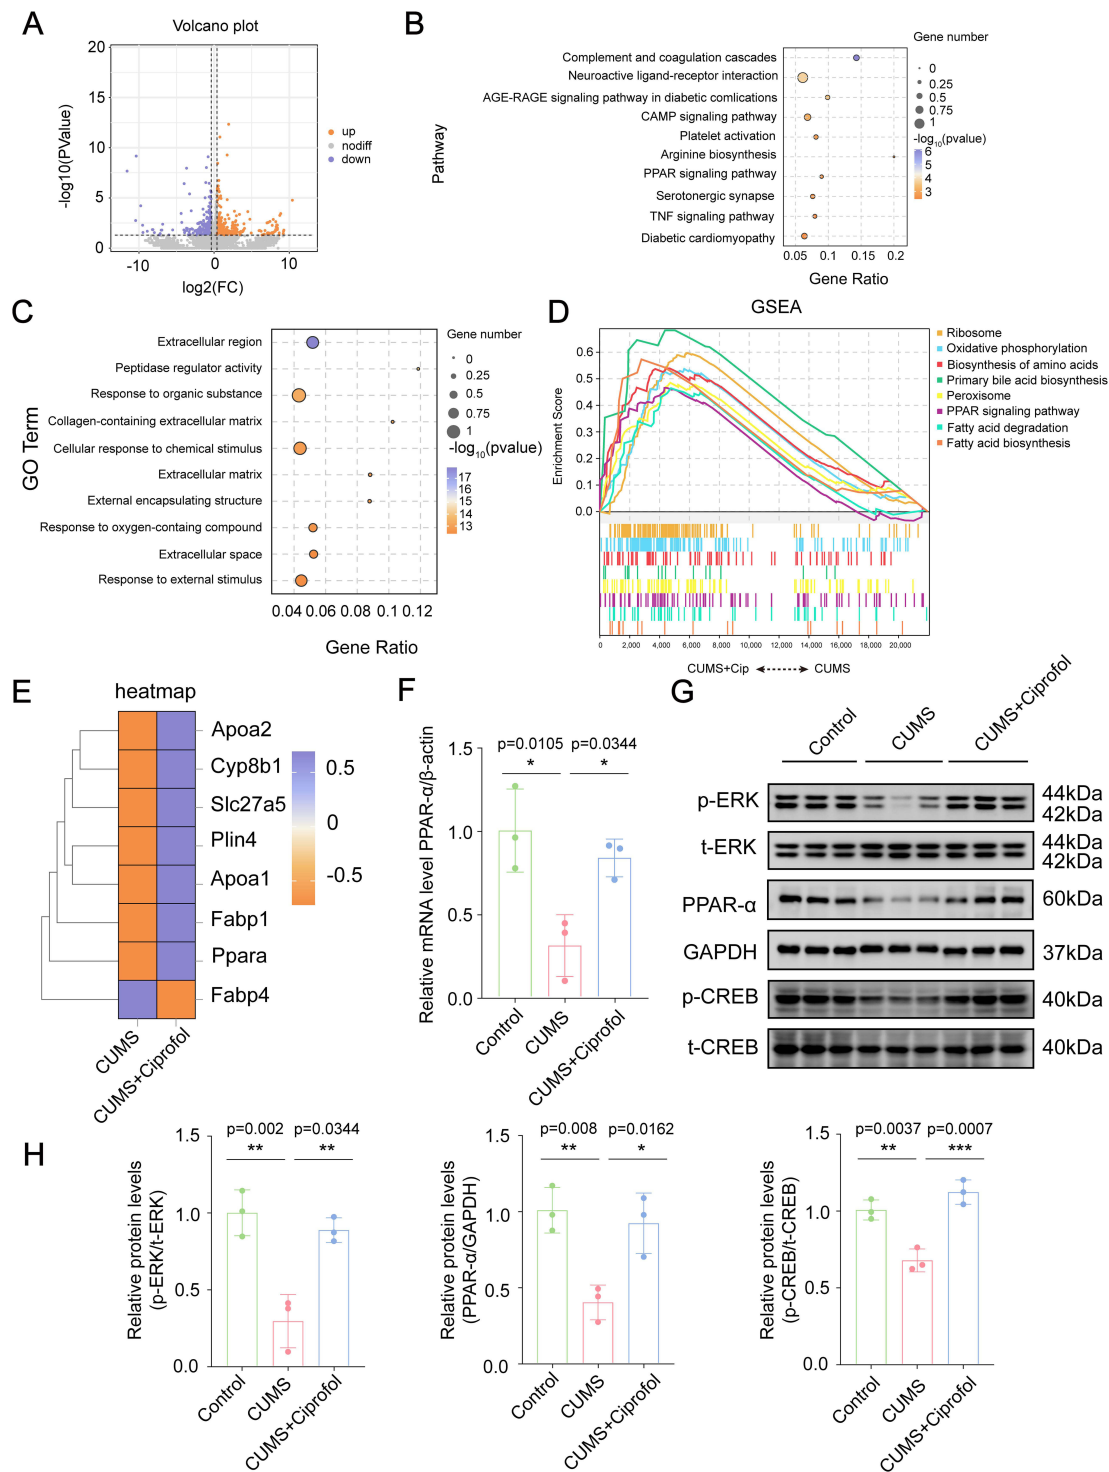 A
Volcano plot
20
15
10
5
0
-10
0
10
-log10(PValue)
log2(FC)
up
nodiff
down
B
Pathway
Complement and coagulation cascades
Neuroactive ligand-receptor interaction
AGE-RAGE signaling pathway in diabetic comlications
CAMP signaling pathway
Platelet activation
Arginine biosynthesis
PPAR signaling pathway
Serotonergic synapse
TNF signaling pathway
Diabetic cardiomyopathy
0.05 0.1 0.15 0.2
Gene Ratio
Gene number
0
0.25
0.5
0.75
1
-log10(pvalue)
6
5
4
3
C
GO Term
Extracellular region
Peptidase regulator activity
Response to organic substance
Collagen-containing extracellular matrix
Cellular response to chemical stimulus
Extracellular matrix
External encapsulating structure
Response to oxygen-containg compound
Extracellular space
Response to external stimulus
0.04 0.06 0.08 0.10 0.12
Gene Ratio
Gene number
0
0.25
0.5
0.75
1
-log10(pvalue)
17
16
15
14
13
D
GSEA
Enrichment Score
0.6
0.5
0.4
0.3
0.2
0.1
0.0
Ribosome
Oxidative phosphorylation
Biosynthesis of amino acids
Primary bile acid biosynthesis
Peroxisome
PPAR signaling pathway
Fatty acid degradation
Fatty acid biosynthesis
0 2,000 4,000 6,000 8,000 10,000 12,000 14,000 16,000 18,000 20,000
CUMS+Cip CUMS
E
heatmap
Apoa2
Cyp8b1
Slc27a5
Plin4
Apoa1
Fabp1
Ppara
Fabp4
0.5
0
-0.5
CUMS
CUMS+Ciprofol
F
Relative mRNA level PPAR-α/β-actin
1.5
1.0
0.5
0.0
p=0.0105 p=0.0344
* *
Control
CUMS
CUMS+Ciprofol
G
Control
CUMS
CUMS+Ciprofol
p-ERK
44kDa
42kDa
t-ERK
44kDa
42kDa
PPAR-α
60kDa
GAPDH
37kDa
p-CREB
40kDa
t-CREB
40kDa
H
Relative protein levels
(p-ERK/t-ERK)
1.5
1.0
0.5
0.0
p=0.002 p=0.0344
** **
Control
CUMS
CUMS+Ciprofol
Relative protein levels
(PPAR-α/GAPDH)
1.5
1.0
0.5
0.0
p=0.008 p=0.0162
** *
Control
CUMS
CUMS+Ciprofol
Relative protein levels
(p-CREB/t-CREB)
1.5
1.0
0.5
0.0
p=0.0037 p=0.0007
** ***
Control
CUMS
CUMS+Ciprofol